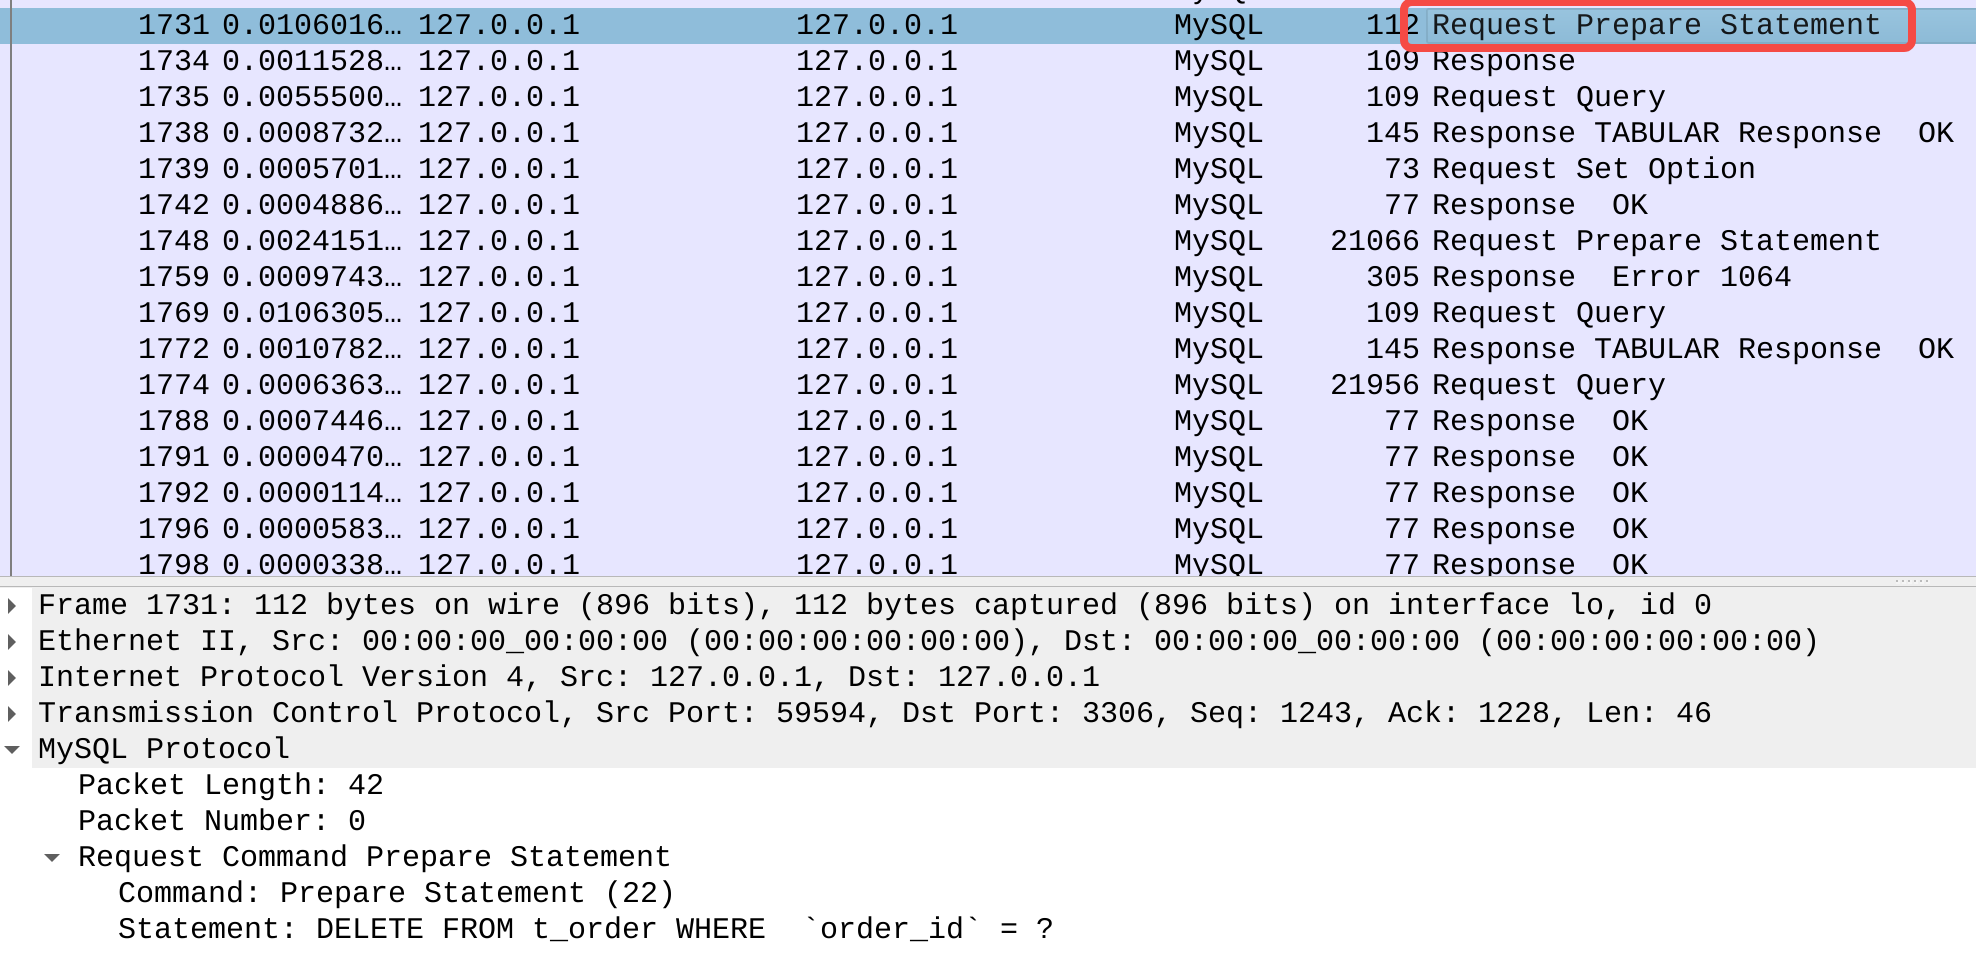 1731 0.0106016… 127.0.0.1 127.0.0.1 MySQL 112 Request Prepare Statement
1734 0.0011528… 127.0.0.1 127.0.0.1 MySQL 109 Response
1735 0.0055500… 127.0.0.1 127.0.0.1 MySQL 109 Request Query
1738 0.0008732… 127.0.0.1 127.0.0.1 MySQL 145 Response TABULAR Response  OK
1739 0.0005701… 127.0.0.1 127.0.0.1 MySQL 73 Request Set Option
1742 0.0004886… 127.0.0.1 127.0.0.1 MySQL 77 Response  OK
1748 0.0024151… 127.0.0.1 127.0.0.1 MySQL 21066 Request Prepare Statement
1759 0.0009743… 127.0.0.1 127.0.0.1 MySQL 305 Response  Error 1064
1769 0.0106305… 127.0.0.1 127.0.0.1 MySQL 109 Request Query
1772 0.0010782… 127.0.0.1 127.0.0.1 MySQL 145 Response TABULAR Response  OK
1774 0.0006363… 127.0.0.1 127.0.0.1 MySQL 21956 Request Query
1788 0.0007446… 127.0.0.1 127.0.0.1 MySQL 77 Response  OK
1791 0.0000470… 127.0.0.1 127.0.0.1 MySQL 77 Response  OK
1792 0.0000114… 127.0.0.1 127.0.0.1 MySQL 77 Response  OK
1796 0.0000583… 127.0.0.1 127.0.0.1 MySQL 77 Response  OK
1798 0.0000338… 127.0.0.1 127.0.0.1 MySQL 77 Response  OK
Frame 1731: 112 bytes on wire (896 bits), 112 bytes captured (896 bits) on interface lo, id 0
Ethernet II, Src: 00:00:00_00:00:00 (00:00:00:00:00:00), Dst: 00:00:00_00:00:00 (00:00:00:00:00:00)
Internet Protocol Version 4, Src: 127.0.0.1, Dst: 127.0.0.1
Transmission Control Protocol, Src Port: 59594, Dst Port: 3306, Seq: 1243, Ack: 1228, Len: 46
MySQL Protocol
Packet Length: 42
Packet Number: 0
Request Command Prepare Statement
Command: Prepare Statement (22)
Statement: DELETE FROM t_order WHERE  `order_id` = ?